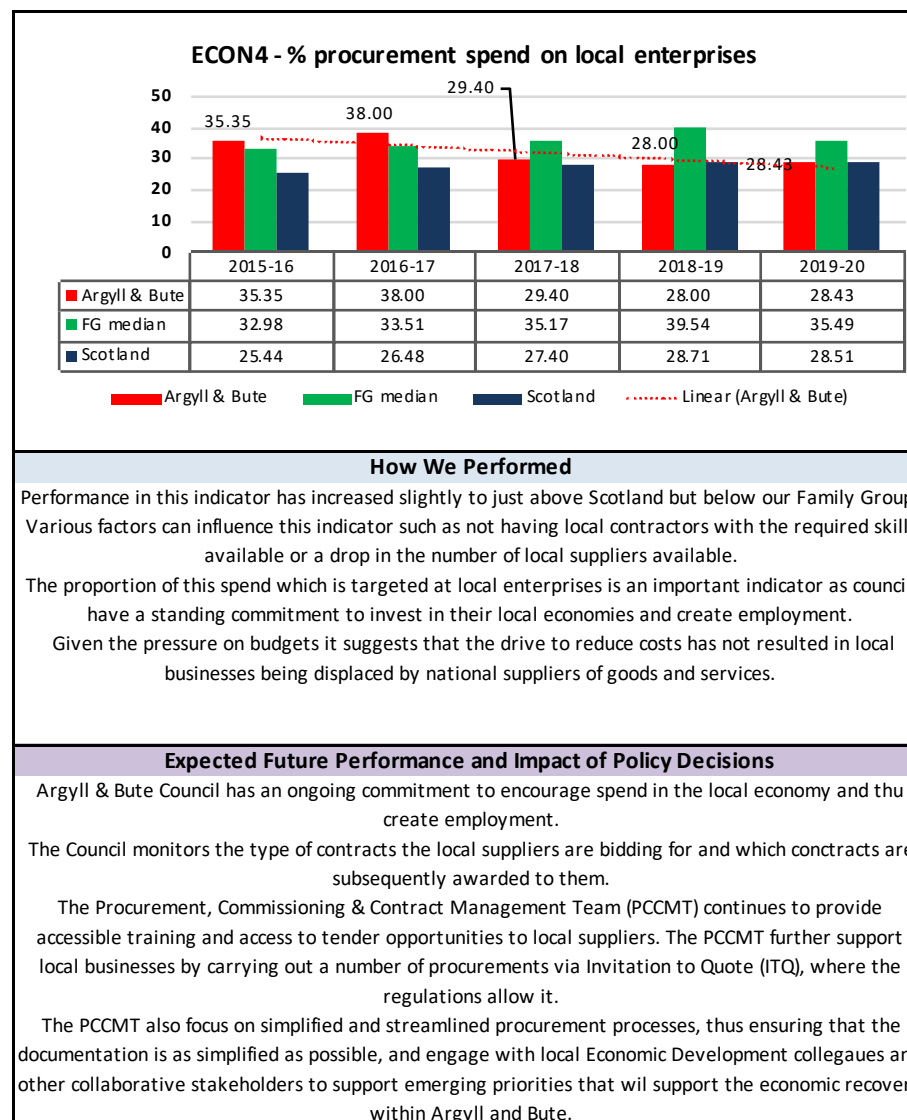 ECON4 - % procurement spend on local enterprises
29.40
50
38.00
35.35
40
28.00
30
28.43
20
10
0
2015-16 2016-17 2017-18 2018-19 2019-20
Argyll & Bute 35.35 38.00 29.40 28.00 28.43
FG median 32.98 33.51 35.17 39.54 35.49
Scotland 25.44 26.48 27.40 28.71 28.51
Argyll & Bute FG median Scotland Linear (Argyll & Bute)
How We Performed
Performance in this indicator has increased slightly to just above Scotland but below our Family Group
Various factors can influence this indicator such as not having local contractors with the required skill
available or a drop in the number of local suppliers available.
The proportion of this spend which is targeted at local enterprises is an important indicator as counci
have a standing commitment to invest in their local economies and create employment.
Given the pressure on budgets it suggests that the drive to reduce costs has not resulted in local
businesses being displaced by national suppliers of goods and services.
Expected Future Performance and Impact of Policy Decisions
Argyll & Bute Council has an ongoing commitment to encourage spend in the local economy and thu
create employment.
The Council monitors the type of contracts the local suppliers are bidding for and which conctracts are
subsequently awarded to them.
The Procurement, Commissioning & Contract Management Team (PCCMT) continues to provide
accessible training and access to tender opportunities to local suppliers. The PCCMT further support
local businesses by carrying out a number of procurements via Invitation to Quote (ITQ), where the
regulations allow it.
The PCCMT also focus on simplified and streamlined procurement processes, thus ensuring that the
documentation is as simplified as possible, and engage with local Economic Development collegaues an
other collaborative stakeholders to support emerging priorities that wil support the economic recover
within Argyll and Bute.